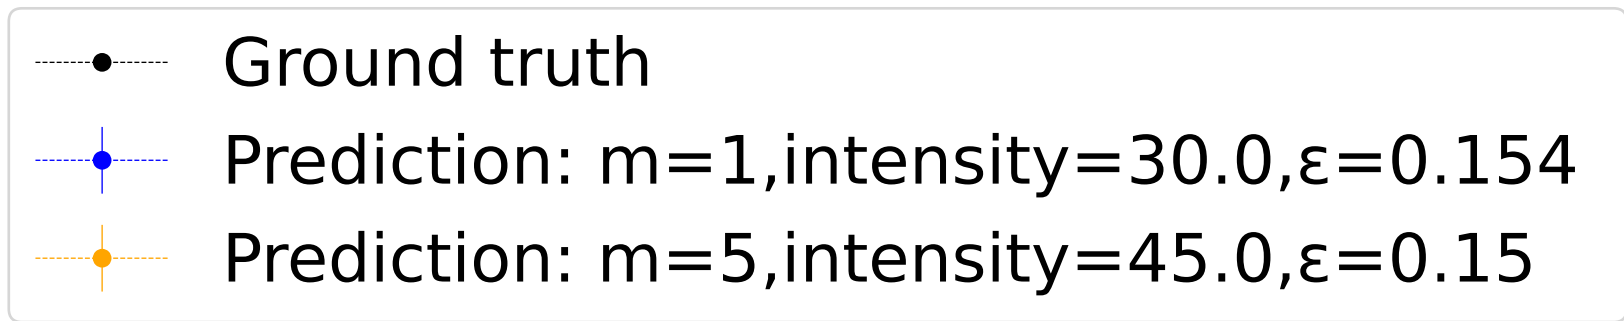 Ground truth
Prediction: m=1,intensity=30.0,ε=0.154
Prediction: m=5,intensity=45.0,ε=0.15